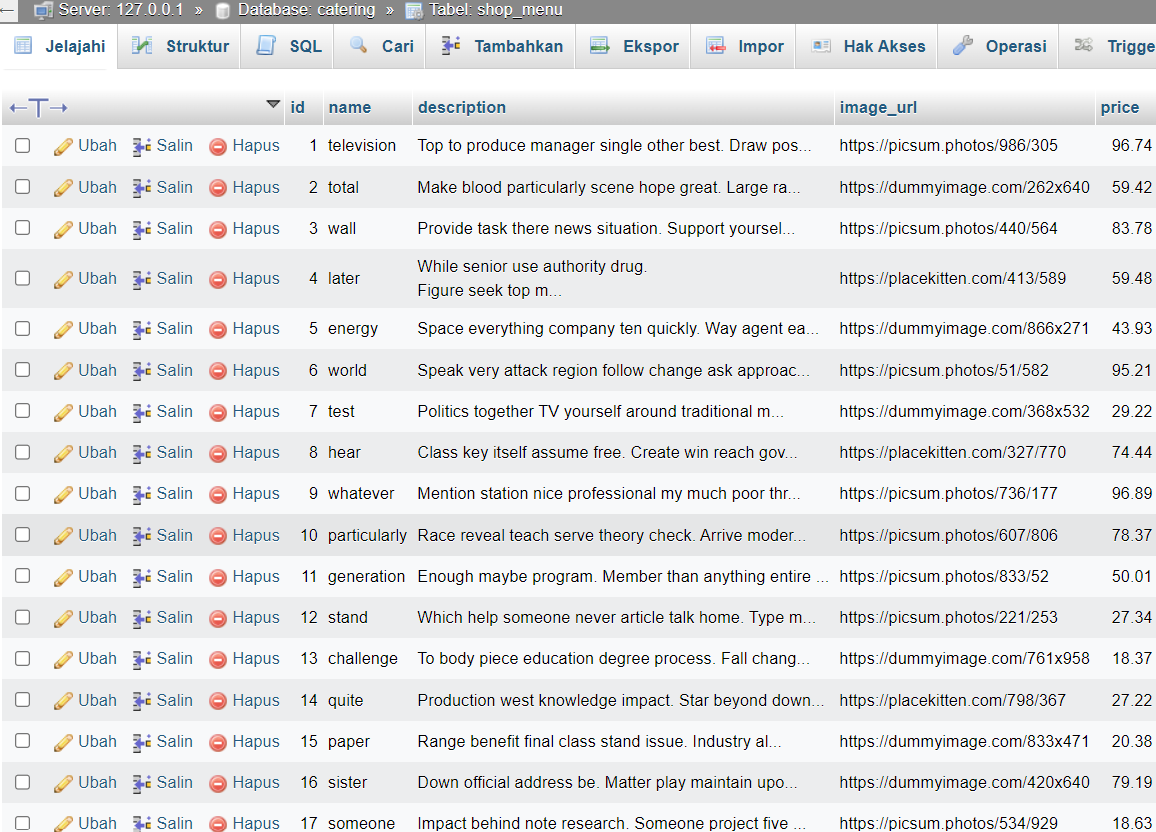 Server: 127.0.0.1 » Database: catering » Tabel: shop_menu
Jelajahi Struktur SQL Cari Tambahkan Ekspor Impor Hak Akses Operasi Trigge
id name description image_url price
Ubah Salin Hapus 1 television Top to produce manager single other best. Draw pos... https://picsum.photos/986/305 96.74
Ubah Salin Hapus 2 total Make blood particularly scene hope great. Large ra... https://dummyimage.com/262x640 59.42
Ubah Salin Hapus 3 wall Provide task there news situation. Support yoursel... https://picsum.photos/440/564 83.78
Ubah Salin Hapus 4 later While senior use authority drug.
Figure seek top m... https://placekitten.com/413/589 59.48
Ubah Salin Hapus 5 energy Space everything company ten quickly. Way agent ea... https://dummyimage.com/866x271 43.93
Ubah Salin Hapus 6 world Speak very attack region follow change ask approac... https://picsum.photos/51/582 95.21
Ubah Salin Hapus 7 test Politics together TV yourself around traditional m... https://dummyimage.com/368x532 29.22
Ubah Salin Hapus 8 hear Class key itself assume free. Create win reach gov... https://placekitten.com/327/770 74.44
Ubah Salin Hapus 9 whatever Mention station nice professional my much poor thr... https://picsum.photos/736/177 96.89
Ubah Salin Hapus 10 particularly Race reveal teach serve theory check. Arrive moder... https://picsum.photos/607/806 78.37
Ubah Salin Hapus 11 generation Enough maybe program. Member than anything entire ... https://picsum.photos/833/52 50.01
Ubah Salin Hapus 12 stand Which help someone never article talk home. Type m... https://picsum.photos/221/253 27.34
Ubah Salin Hapus 13 challenge To body piece education degree process. Fall chang... https://dummyimage.com/761x958 18.37
Ubah Salin Hapus 14 quite Production west knowledge impact. Star beyond down... https://placekitten.com/798/367 27.22
Ubah Salin Hapus 15 paper Range benefit final class stand issue. Industry al... https://dummyimage.com/833x471 20.38
Ubah Salin Hapus 16 sister Down official address be. Matter play maintain upo... https://dummyimage.com/420x640 79.19
Ubah Salin Hapus 17 someone Impact behind note research. Someone project five ... https://picsum.photos/534/929 18.63